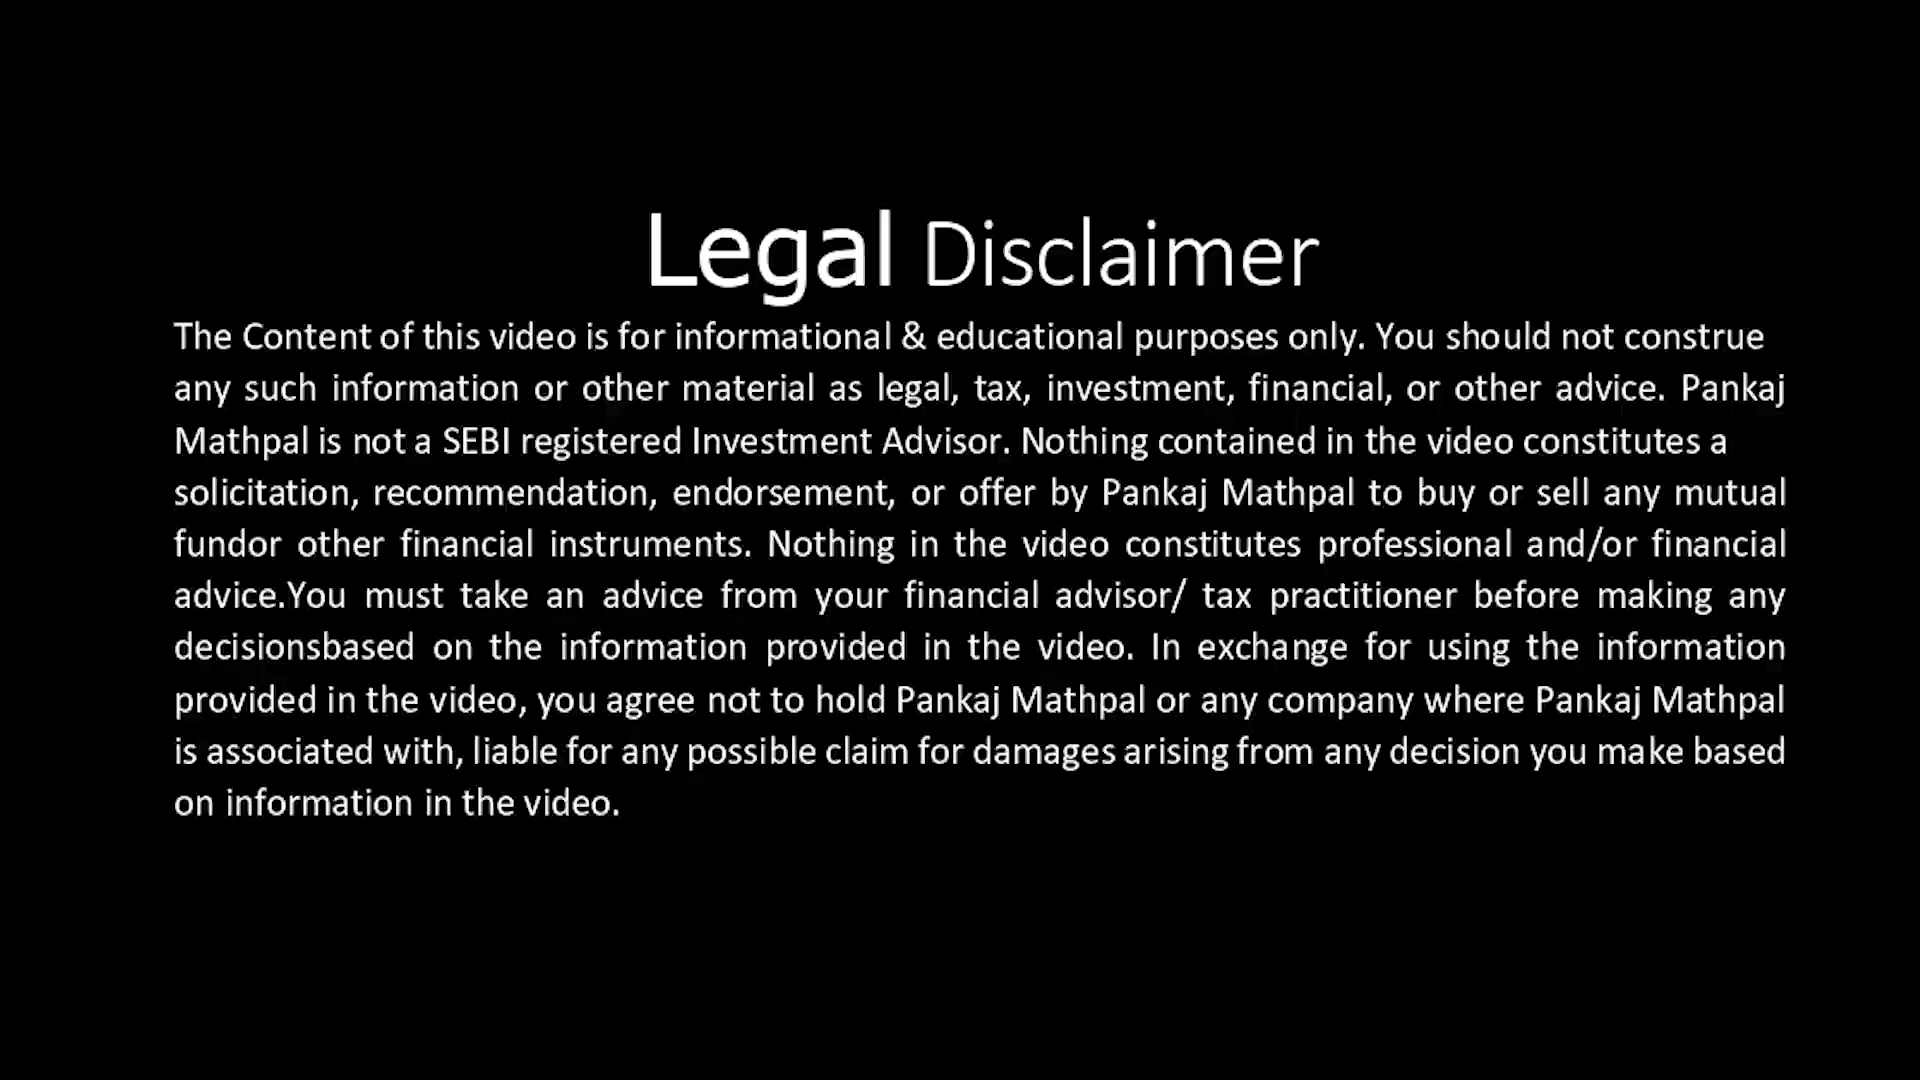 Legal Disclaimer
The Content of this video is for informational & educational purposes only. You should not construe
any such information or other material as legal, tax, investment, financial, or other advice. Pankaj
Mathpal is not a SEBI registered Investment Advisor. Nothing contained in the video constitutes a
solicitation, recommendation, endorsement, or offer by Pankaj Mathpal to buy or sell any mutual
fundor other financial instruments. Nothing in the video constitutes professional and/or financial
advice.You must take an advice from your financial advisor/ tax practitioner before making any
decisionsbased on the information provided in the video. In exchange for using the information
provided in the video, you agree not to hold Pankaj Mathpal or any company where Pankaj Mathpal
is associated with, liable for any possible claim for damages arising from any decision you make based
on information in the video.